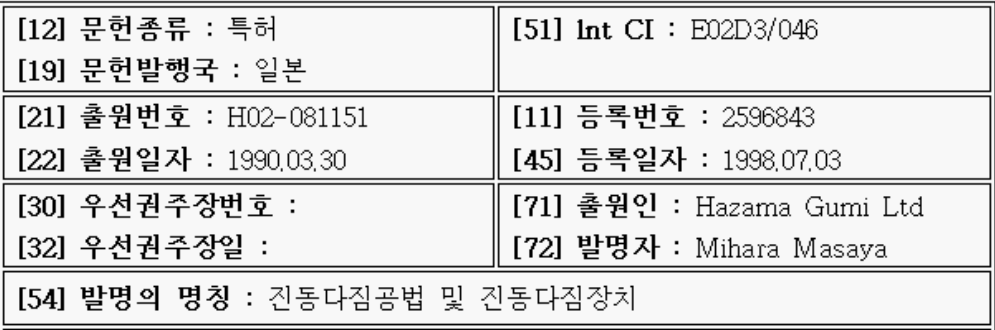 [12] 문헌종류 : 특허
[19] 문헌발행국 : 일본
[51] Int CI : E02D3/046
[21] 출원번호 : H02-081151
[22] 출원일자 : 1990.03.30
[11] 등록번호 : 2596843
[45] 등록일자 : 1998.07.03
[30] 우선권주장번호 :
[32] 우선권주장일 :
[71] 출원인 : Hazama Gumi Ltd
[72] 발명자 : Mihara Masaya
[54] 발명의 명칭 : 진동다짐공법 및 진동다짐장치